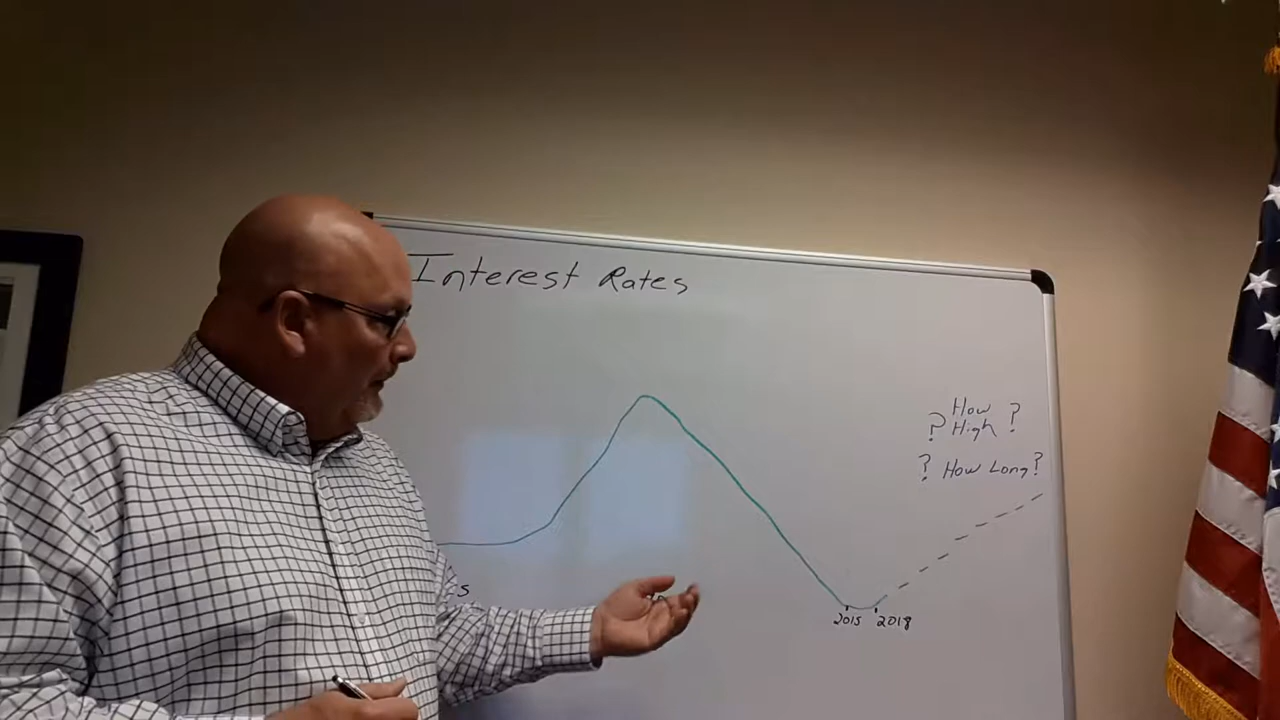 Interest Rates
? How
High ?
? How Long?
s
2015 2018